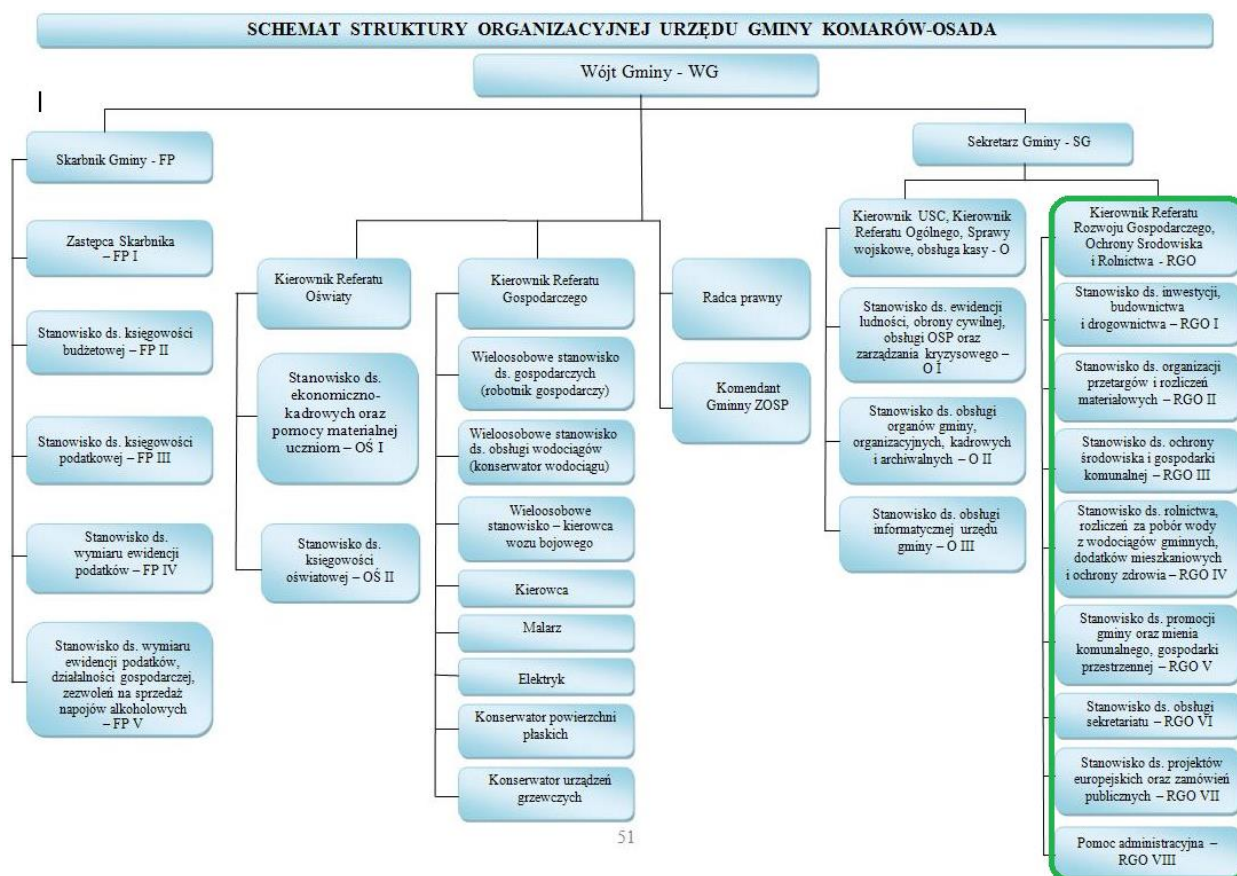 SCHEMAT STRUKTURY ORGANIZACYJNEJ URZĘDU GMINY KOMARÓW-OSADA
Wójt Gminy - WG
Skarbnik Gminy - FP
Zastępca Skarbnika
– FP I
Stanowisko ds. księgowości
budżetowej – FP II
Stanowisko ds. księgowości
podatkowej – FP III
Stanowisko ds.
wymiaru ewidencji
podatków – FP IV
Stanowisko ds. wymiaru
ewidencji podatków,
działalności gospodarczej,
zezwoleń na sprzedaż
napojów alkoholowych
– FP V
Kierownik Referatu
Oświaty
Stanowisko ds.
ekonomiczno-
kadrowych oraz
pomocy materialnej
uczniom – OŚ I
Stanowisko ds.
księgowości
oświatowej – OŚ II
Kierownik Referatu
Gospodarczego
Wieloosobowe stanowisko
ds. gospodarczych
(robotnik gospodarczy)
Wieloosobowe stanowisko
ds. obsługi wodociągów
(konserwator wodociągu)
Wieloosobowe
stanowisko – kierowca
wozu bojowego
Kierowca
Malarz
Elektryk
Konserwator powierzchni
płaskich
Konserwator urządzeń
grzewczych
Radca prawny
Komendant
Gminny ZOSP
Sekretarz Gminy - SG
Kierownik USC, Kierownik
Referatu Ogólnego, Sprawy
wojskowe, obsługa kasy - O
Stanowisko ds. ewidencji
ludności, obrony cywilnej,
obsługi OSP oraz
zarządzania kryzysowego –
O I
Stanowisko ds. obsługi
organów gminy,
organizacyjnych, kadrowych
i archiwalnych – O II
Stanowisko ds. obsługi
informatycznej urzędu
gminy – O III
Kierownik Referatu
Rozwoju Gospodarczego,
Ochrony Srodowiska
i Rolnictwa - RGO
Stanowisko ds. inwestycji,
budownictwa
i drogownictwa – RGO I
Stanowisko ds. organizacji
przetargów i rozliczeń
materiałowych – RGO II
Stanowisko ds. ochrony
środowiska i gospodarki
komunalnej – RGO III
Stanowisko ds. rolnictwa,
rozliczeń za pobór wody
z wodociągów gminnych,
dodatków mieszkaniowych
i ochrony zdrowia – RGO IV
Stanowisko ds. promocji
gminy oraz mienia
komunalnego, gospodarki
przestrzennej – RGO V
Stanowisko ds. obsługi
sekretariatu – RGO VI
Stanowisko ds. projektów
europejskich oraz zamówień
publicznych – RGO VII
Pomoc administracyjna –
RGO VIII
51